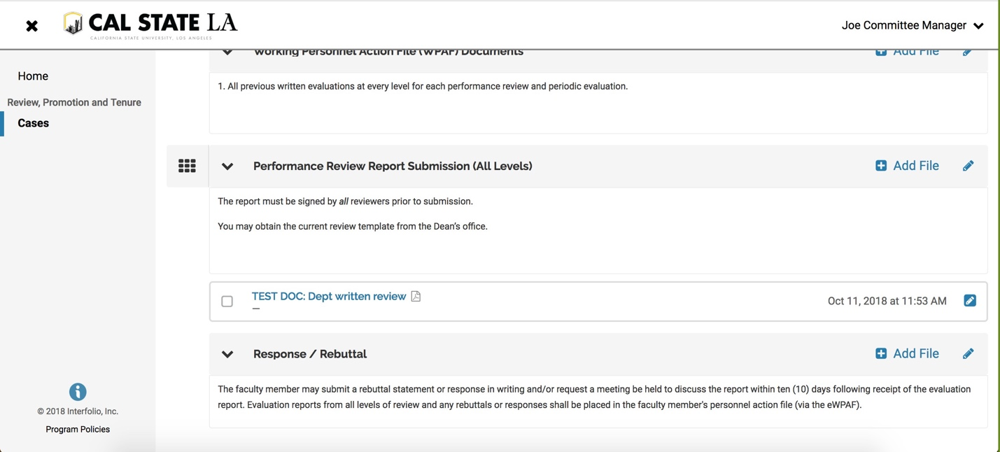 CAL STATE LA
CALIFORNIA STATE UNIVERSITY, LOS ANGELES
Joe Committee Manager
Home
Review, Promotion and Tenure
Cases
Working Personnel Action File (WPAF) Documents
Add File
1. All previous written evaluations at every level for each performance review and periodic evaluation.
Performance Review Report Submission (All Levels)
Add File
The report must be signed by all reviewers prior to submission.
You may obtain the current review template from the Dean's office.
TEST DOC: Dept written review
—
Oct 11, 2018 at 11:53 AM
Response / Rebuttal
Add File
The faculty member may submit a rebuttal statement or response in writing and/or request a meeting be held to discuss the report within ten (10) days following receipt of the evaluation
report. Evaluation reports from all levels of review and any rebuttals or responses shall be placed in the faculty member's personnel action file (via the eWPAF).
© 2018 Interfolio, Inc.
Program Policies